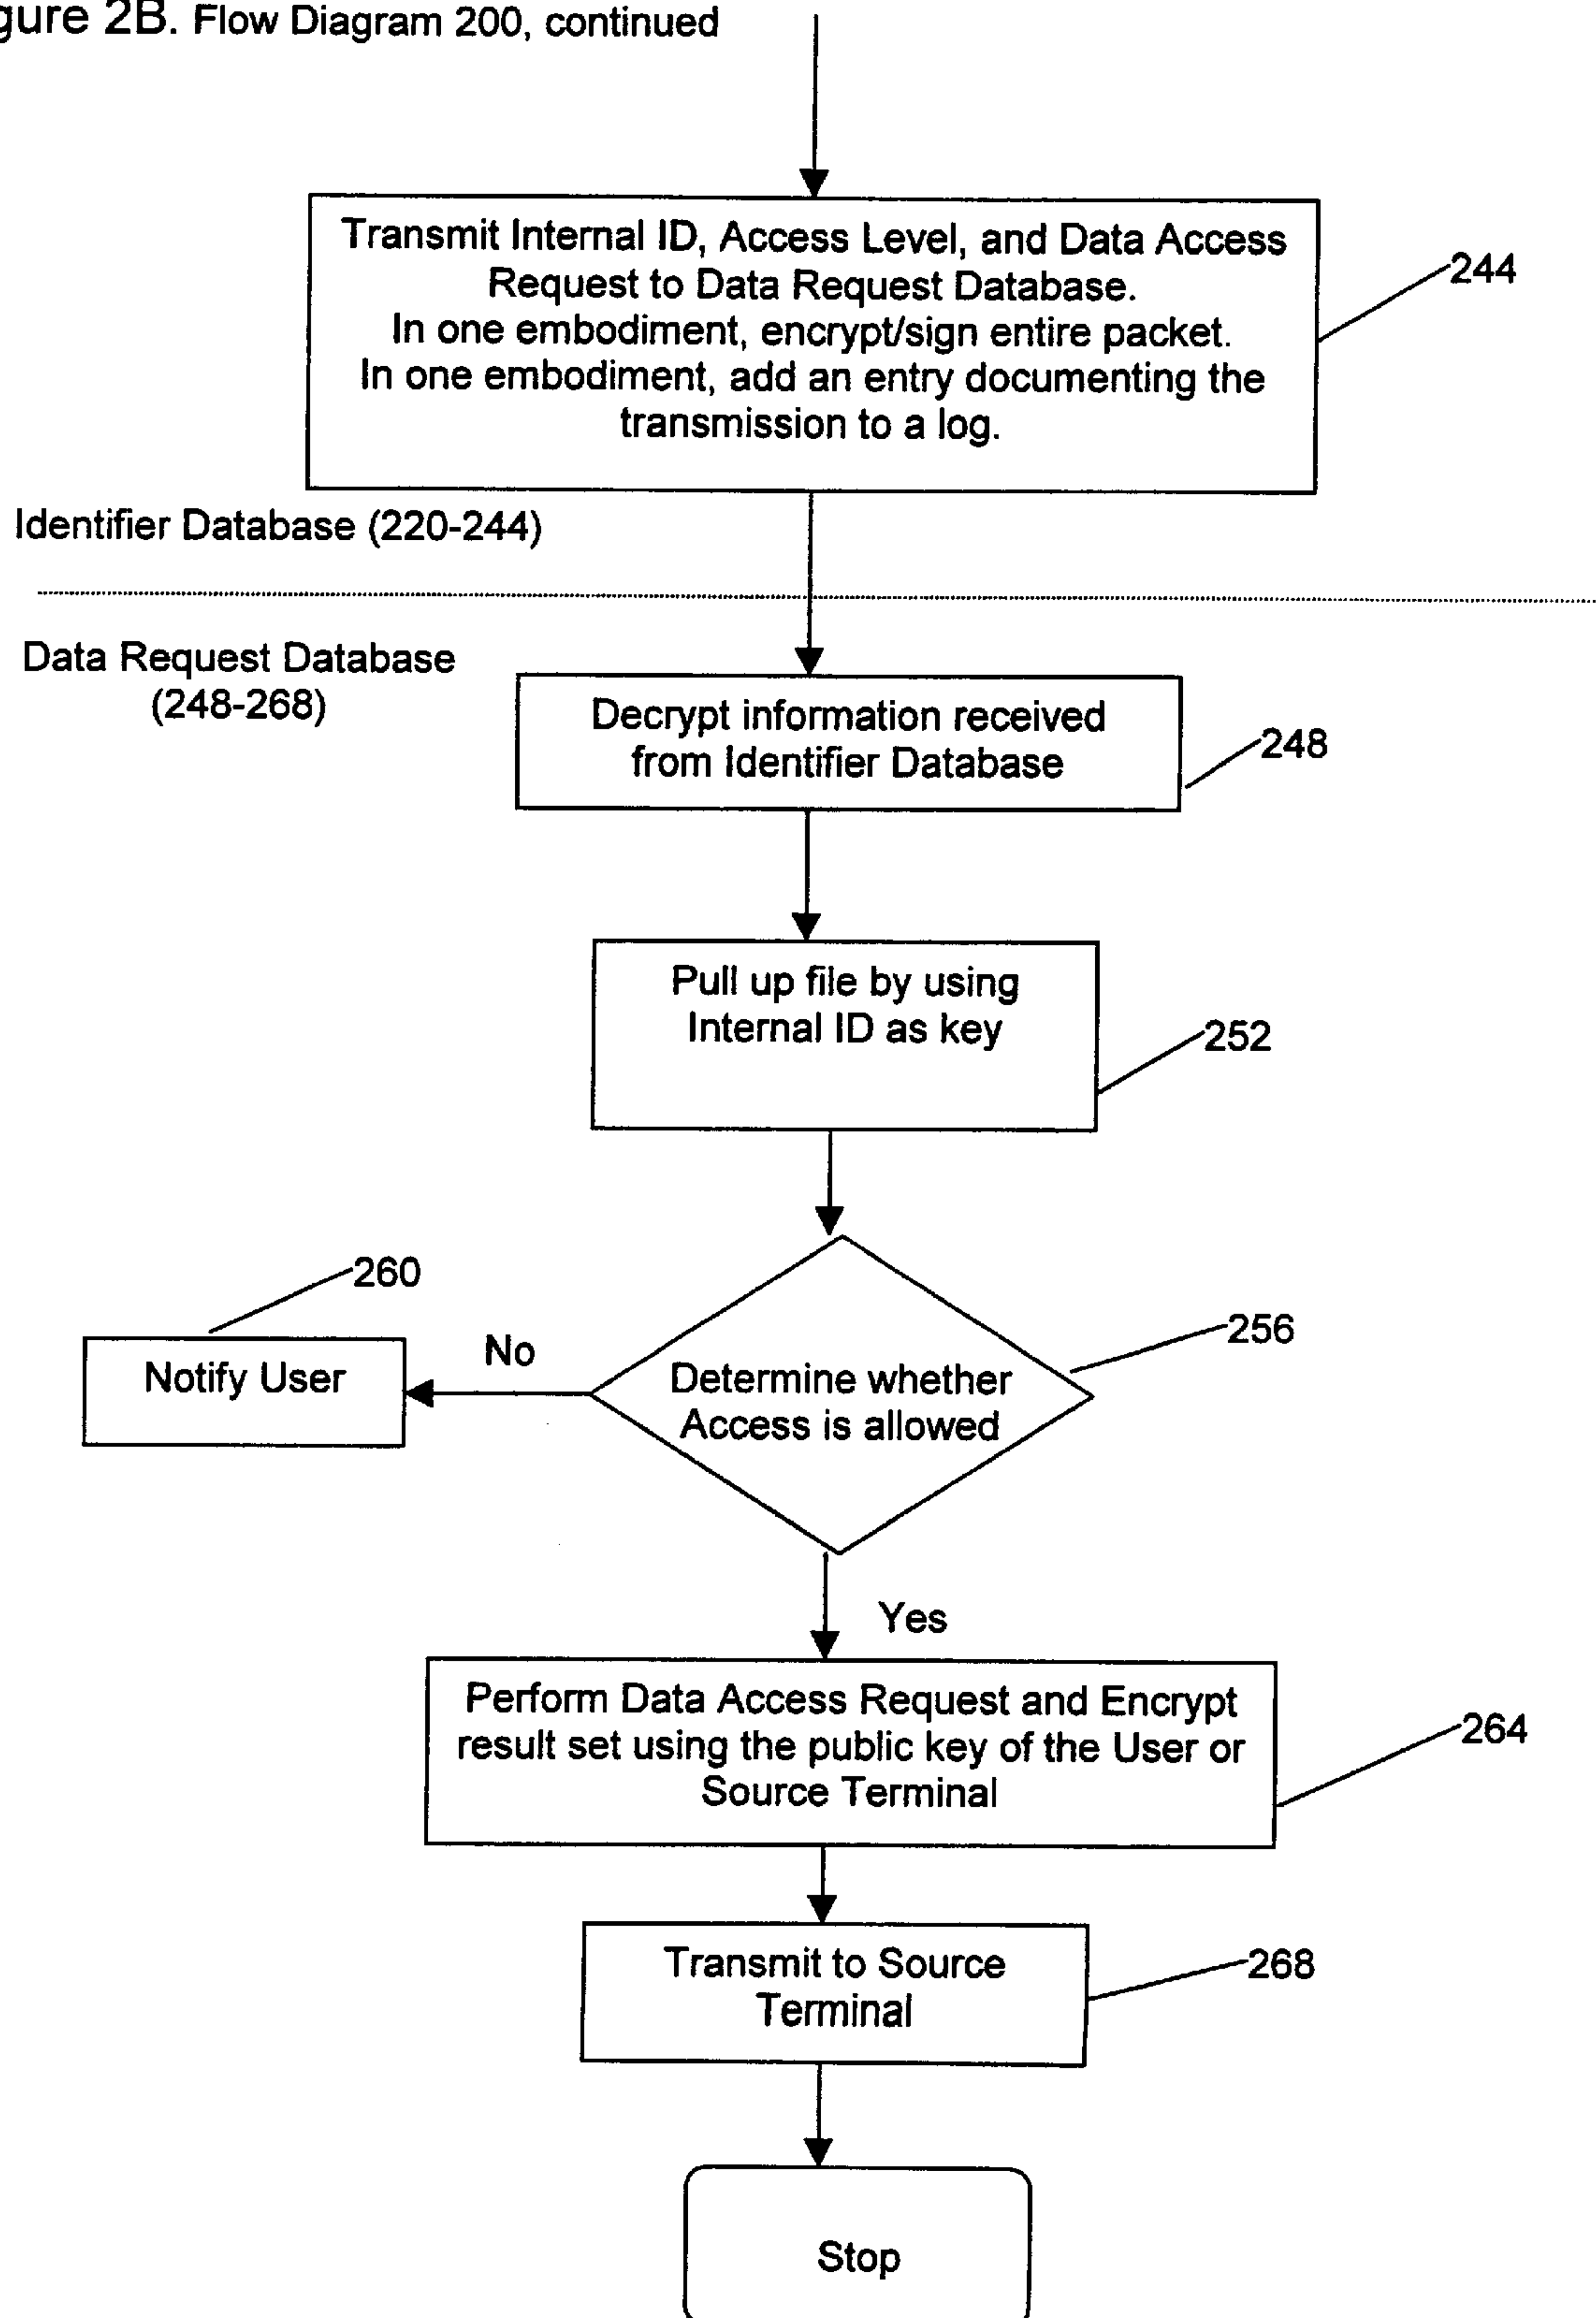 gure 2B. Flow Diagram 200, continued
Transmit Internal ID, Access Level, and Data Access
Request to Data Request Database.
In one embodiment, encrypt/sign entire packet.
In one embodiment, add an entry documenting the
transmission to a log.
244
Identifier Database (220-244)
Data Request Database
(248-268)
Decrypt information received
from Identifier Database
248
Pull up file by using
Internal ID as key
252
260
Notify User
No
Determine whether
Access is allowed
256
Yes
Perform Data Access Request and Encrypt
result set using the public key of the User or
Source Terminal
264
Transmit to Source
Terminal
268
Stop